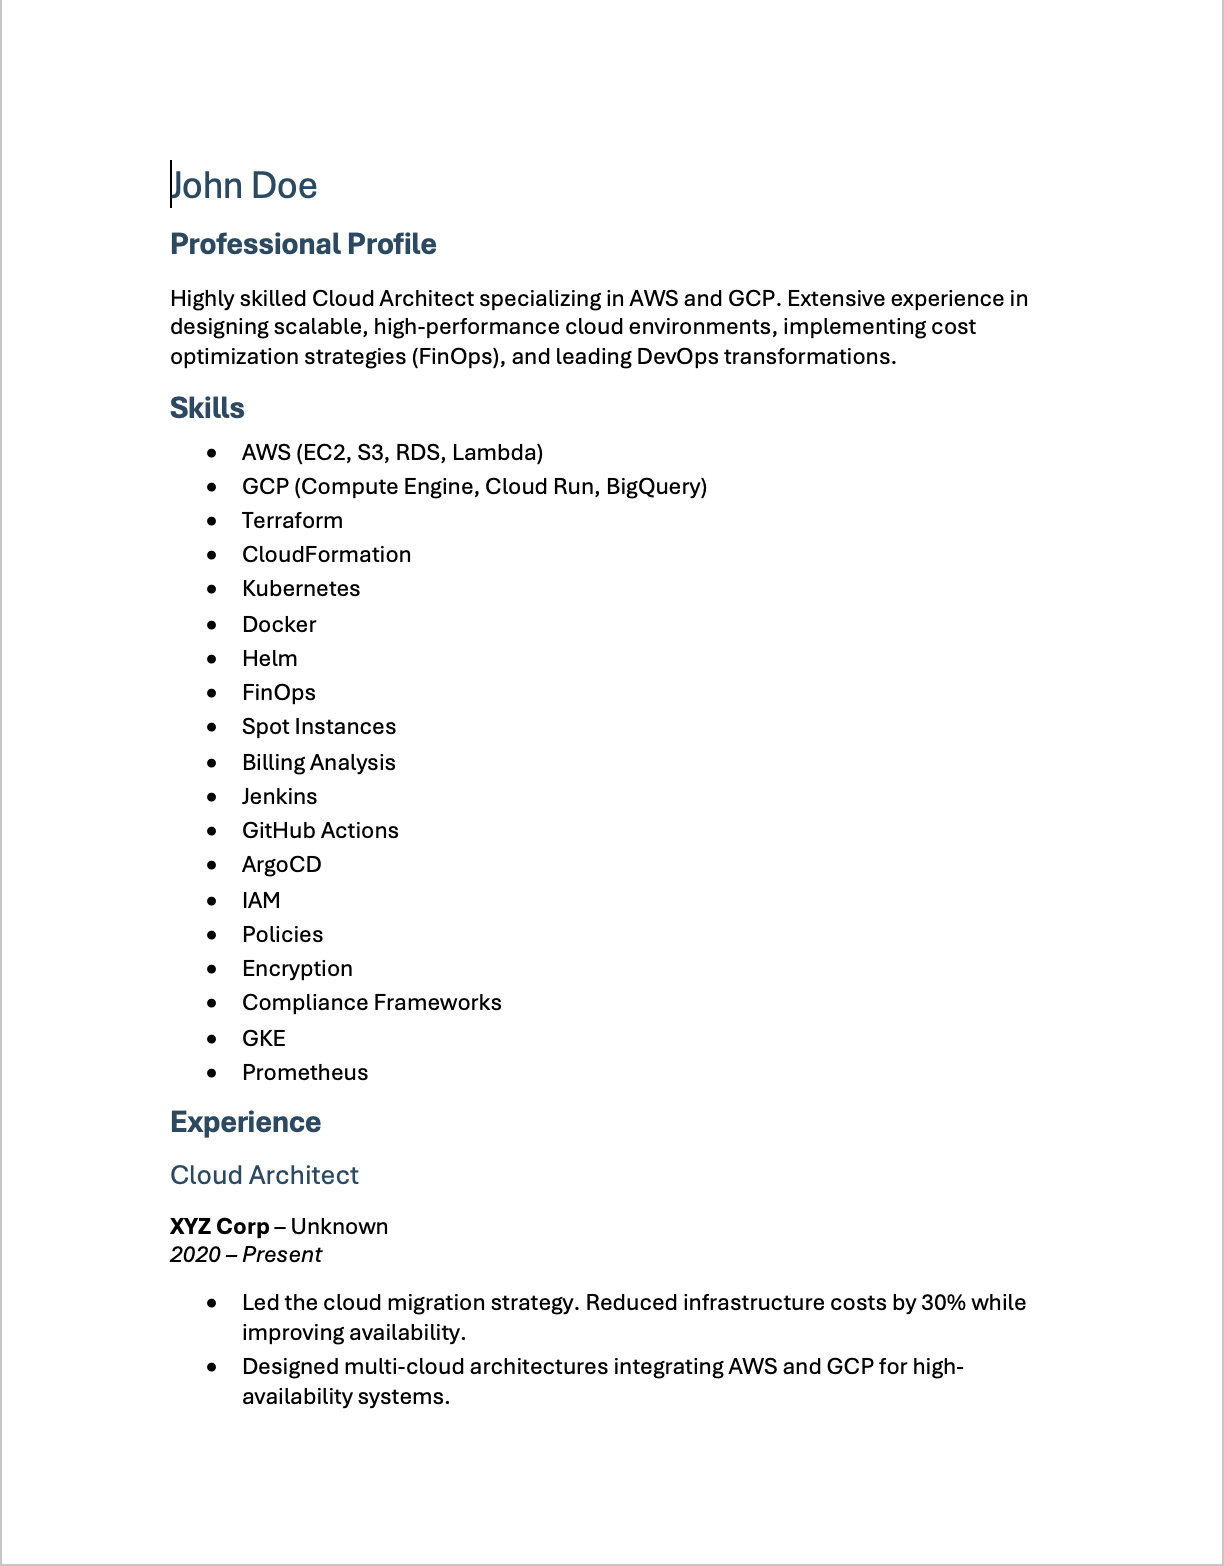 John Doe
Professional Profile
Highly skilled Cloud Architect specializing in AWS and GCP. Extensive experience in
designing scalable, high-performance cloud environments, implementing cost
optimization strategies (FinOps), and leading DevOps transformations.
Skills
• AWS (EC2, S3, RDS, Lambda)
• GCP (Compute Engine, Cloud Run, BigQuery)
• Terraform
• CloudFormation
• Kubernetes
• Docker
• Helm
• FinOps
• Spot Instances
• Billing Analysis
• Jenkins
• GitHub Actions
• ArgoCD
• IAM
• Policies
• Encryption
• Compliance Frameworks
• GKE
• Prometheus
Experience
Cloud Architect
XYZ Corp – Unknown
2020 – Present
• Led the cloud migration strategy. Reduced infrastructure costs by 30% while
improving availability.
• Designed multi-cloud architectures integrating AWS and GCP for high-
availability systems.